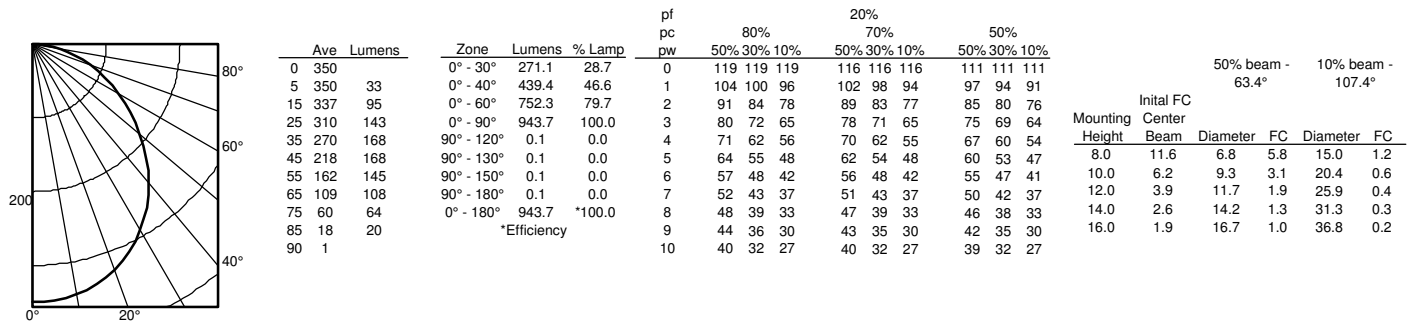 80°
60°
40°
20°
0°
200
Ave Lumens
0 350
5 350 33
15 337 95
25 310 143
35 270 168
45 218 168
55 162 145
65 109 108
75 60 64
85 18 20
90 1
Zone Lumens % Lamp
0° - 30° 271.1 28.7
0° - 40° 439.4 46.6
0° - 60° 752.3 79.7
0° - 90° 943.7 100.0
90° - 120° 0.1 0.0
90° - 130° 0.1 0.0
90° - 150° 0.1 0.0
90° - 180° 0.1 0.0
0° - 180° 943.7 *100.0
*Efficiency
pf 20%
pc 80% 70% 50%
pw 50% 30% 10% 50% 30% 10% 50% 30% 10%
0 119 119 119 116 116 116 111 111 111
1 104 100 96 102 98 94 97 94 91
2 91 84 78 89 83 77 85 80 76
3 80 72 65 78 71 65 75 69 64
4 71 62 56 70 62 55 67 60 54
5 64 55 48 62 54 48 60 53 47
6 57 48 42 56 48 42 55 47 41
7 52 43 37 51 43 37 50 42 37
8 48 39 33 47 39 33 46 38 33
9 44 36 30 43 35 30 42 35 30
10 40 32 27 40 32 27 39 32 27
50% beam - 10% beam -
63.4° 107.4°
Inital FC
Mounting Center
Height Beam Diameter FC Diameter FC
8.0 11.6 6.8 5.8 15.0 1.2
10.0 6.2 9.3 3.1 20.4 0.6
12.0 3.9 11.7 1.9 25.9 0.4
14.0 2.6 14.2 1.3 31.3 0.3
16.0 1.9 16.7 1.0 36.8 0.2